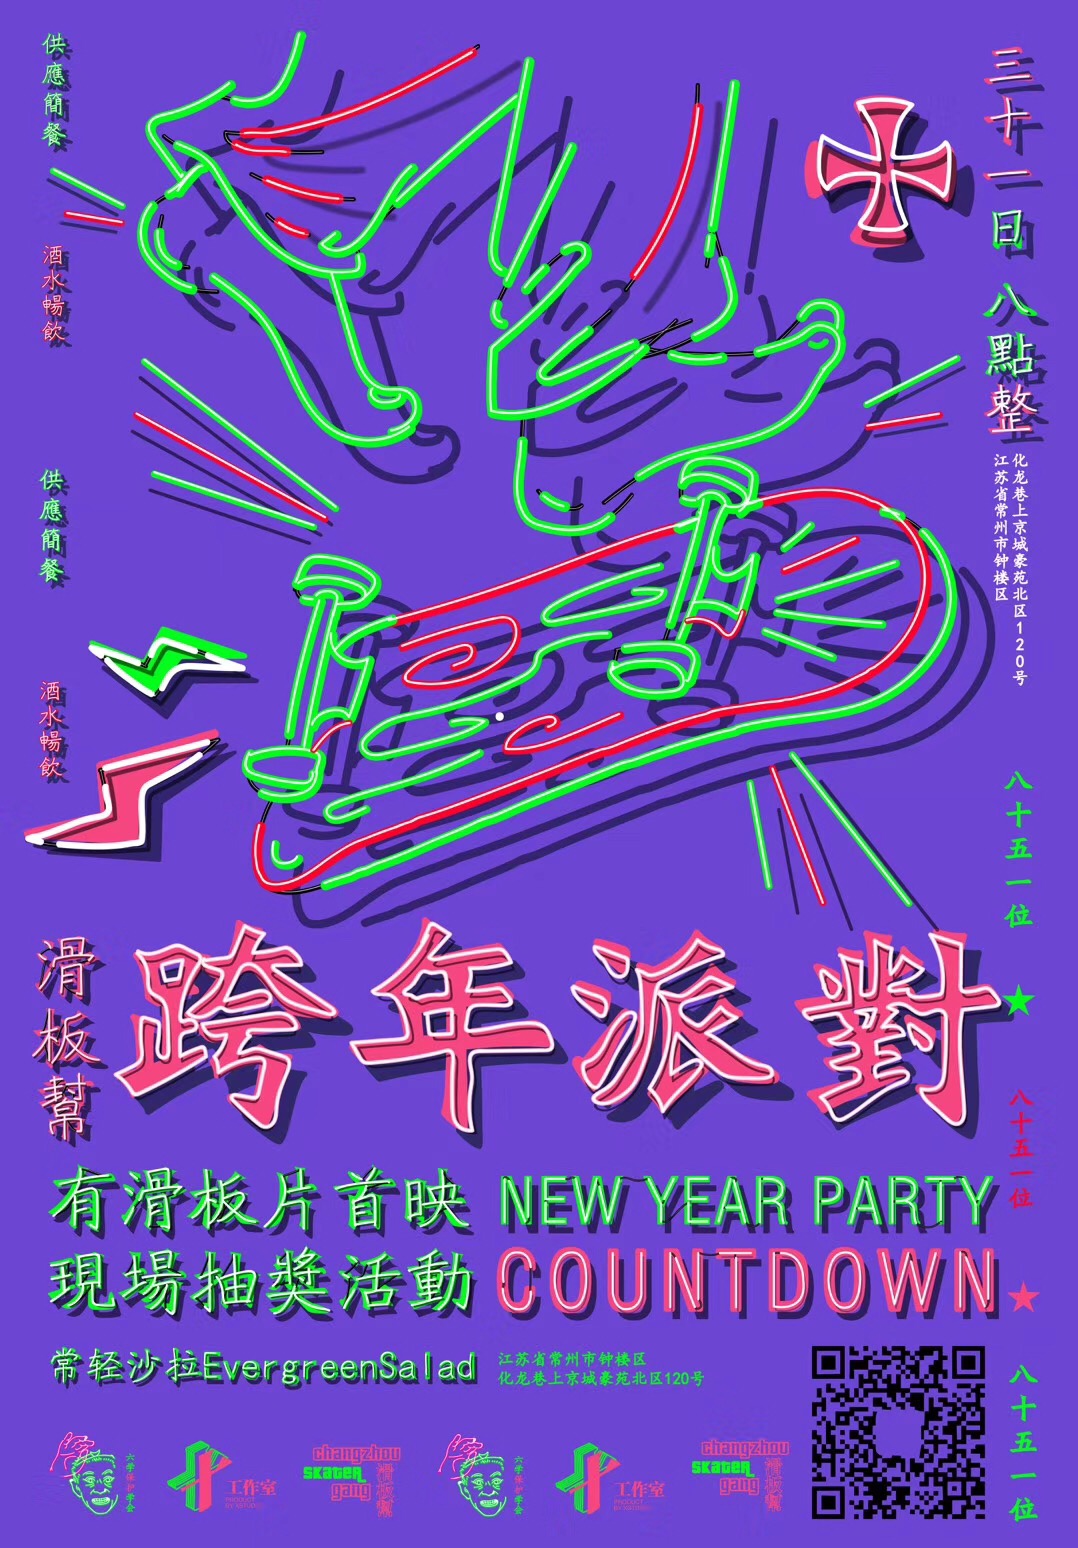 供應簡餐
酒水暢飲
供應簡餐
酒水暢飲
三十一日 八點整
化龙巷上京城豪苑北区120号
江苏省常州市钟楼区
八十五一位
八十五一位
八十五一位
滑板幫
跨年派對
有滑板片首映
現場抽獎活動
NEW YEAR PARTY
COUNTDOWN
常轻沙拉EvergreenSalad
江苏省常州市钟楼区
化龙巷上京城豪苑北区120号
工作室
changzhou
SKATER
gang
滑板幫
工作室
changzhou
SKATER
gang
滑板幫